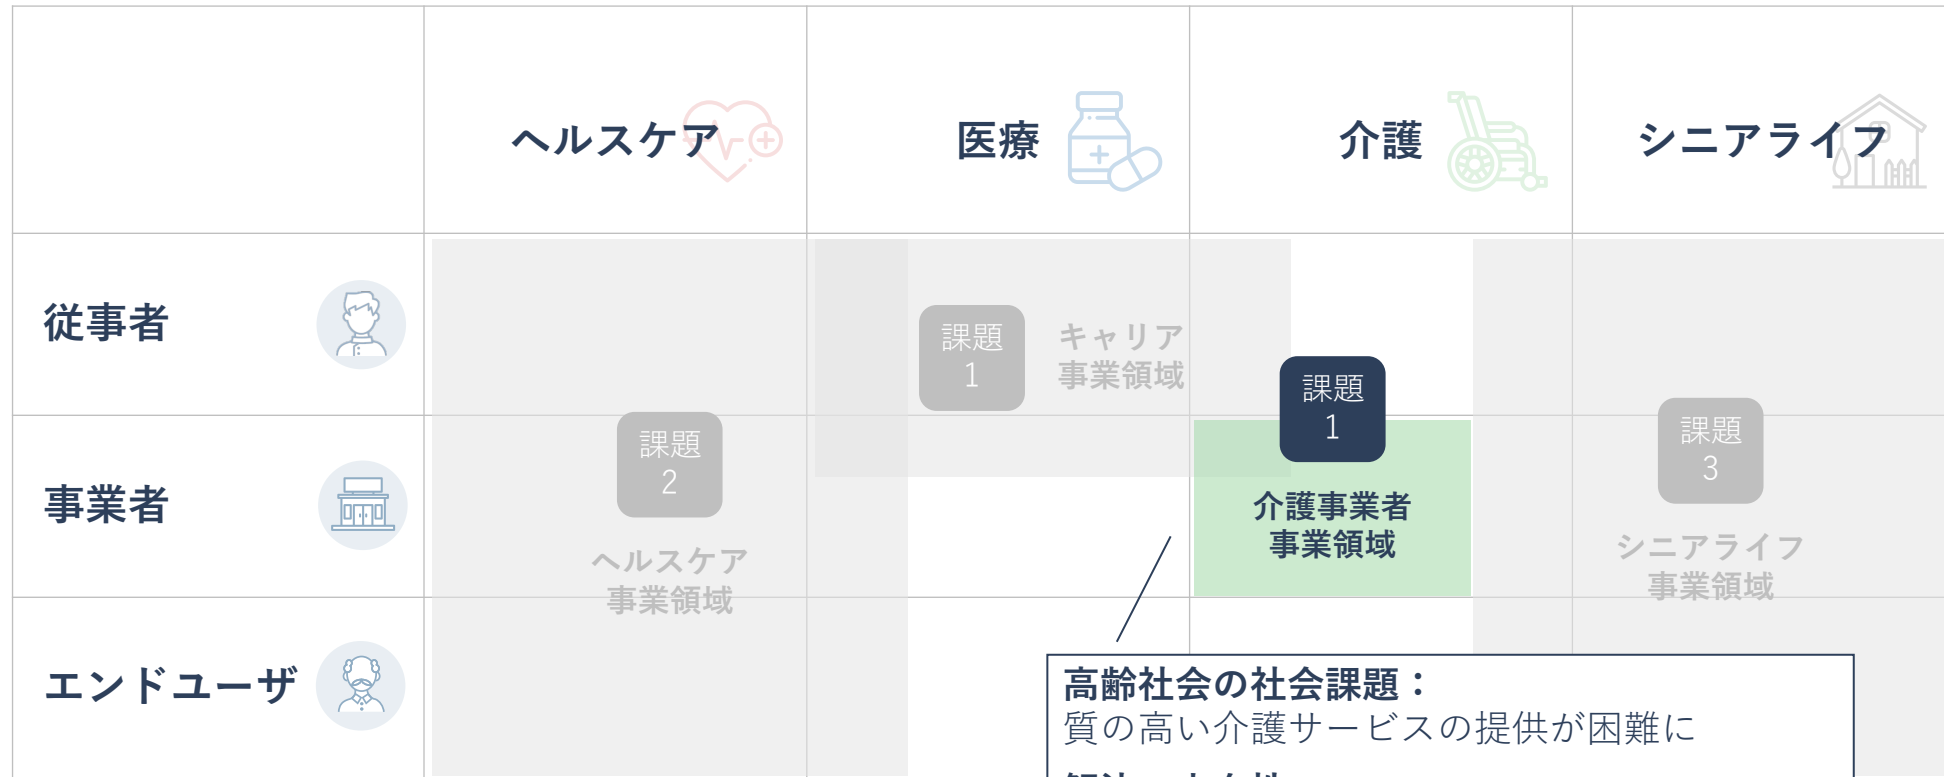 ヘルスケア
医療
介護
シニアライフ
従事者
課題
1
キャリア
事業領域
課題
1
事業者
課題
2
ヘルスケア
事業領域
介護事業者
事業領域
課題
3
シニアライフ
事業領域
エンドユーザ
高齢社会の社会課題：
質の高い介護サービスの提供が困難に